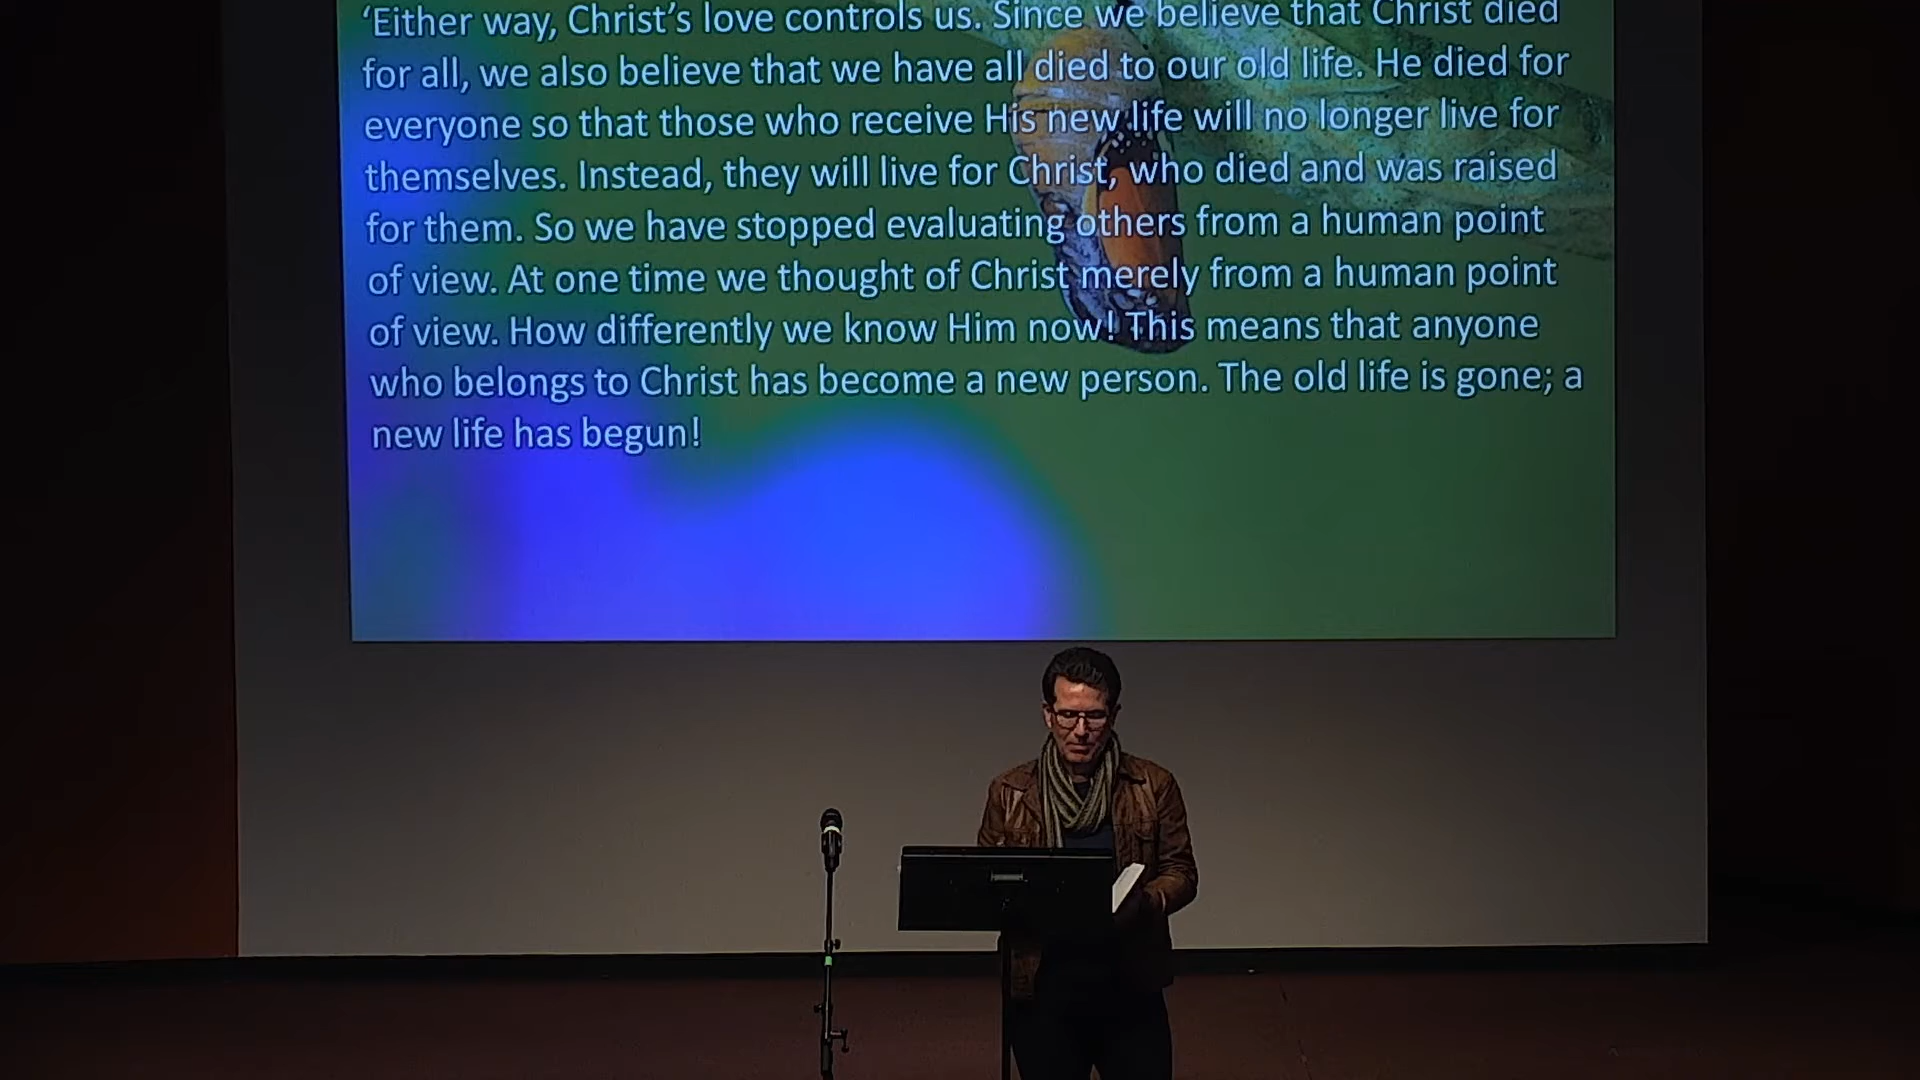 ‘Either way, Christ’s love controls us. Since we believe that Christ died
for all, we also believe that we have all died to our old life. He died for
everyone so that those who receive His new life will no longer live for
themselves. Instead, they will live for Christ, who died and was raised
for them. So we have stopped evaluating others from a human point
of view. At one time we thought of Christ merely from a human point
of view. How differently we know Him now! This means that anyone
who belongs to Christ has become a new person. The old life is gone; a
new life has begun!